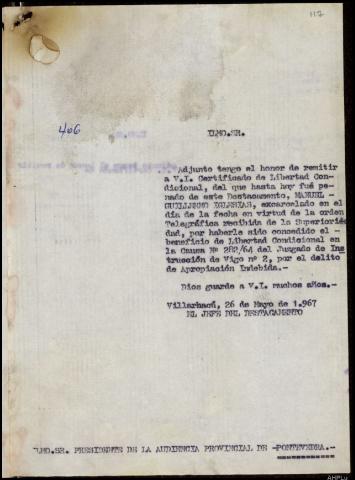 117
406
ILMO.SR.
Adjunto tengo el honor de remitir
a V.I. Certificado de Libertad Con-
dicional, del que hasta hoy fué pe-
nado de este Destacamento, MANUEL -
GUILLERMO IGLESIAS, excarcelado en el
día de la fecha en virtud de la orden
Telegráfica recibida de la Superiori
dad, por haberle sido concedido el -
beneficio de Libertad Condicional en
la Causa Nº 982/64 del Juzgado de Ins
trucción de Vigo nº 2, por el delito
de Apropiación Indebida.-
Dios guarde a V.I. muchos años.-
Villarbacú, 26 de Mayo de 1.967
EL JEFE DEL DESTACAMENTO
ILMO.SR. PRESIDENTE DE LA AUDIENCIA PROVINCIAL DE -PONTEVEDRA.-
AHPLu